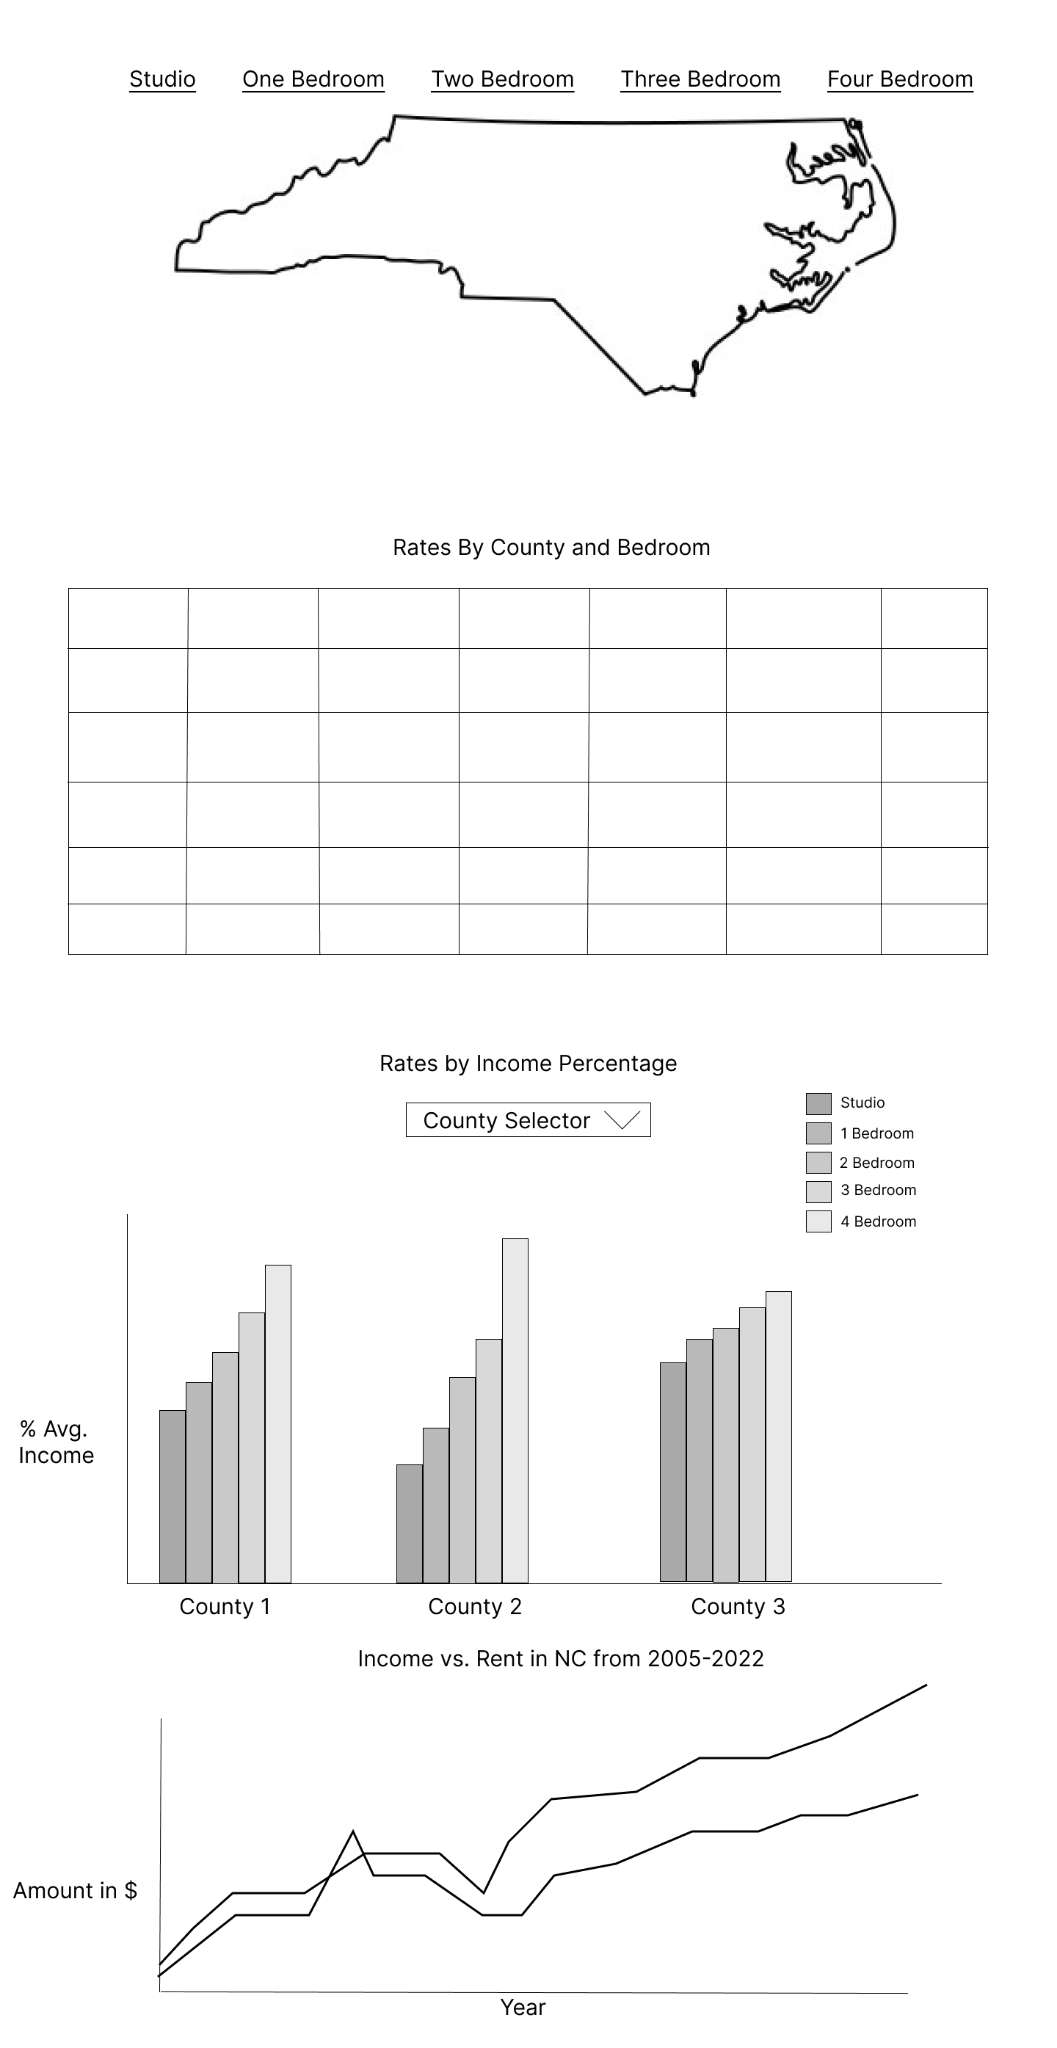 Studio One Bedroom Two Bedroom Three Bedroom Four Bedroom
Rates By County and Bedroom
Rates by Income Percentage
County Selector
Studio
1 Bedroom
2 Bedroom
3 Bedroom
4 Bedroom
% Avg.
Income
County 1 County 2 County 3
Income vs. Rent in NC from 2005-2022
Amount in $
Year